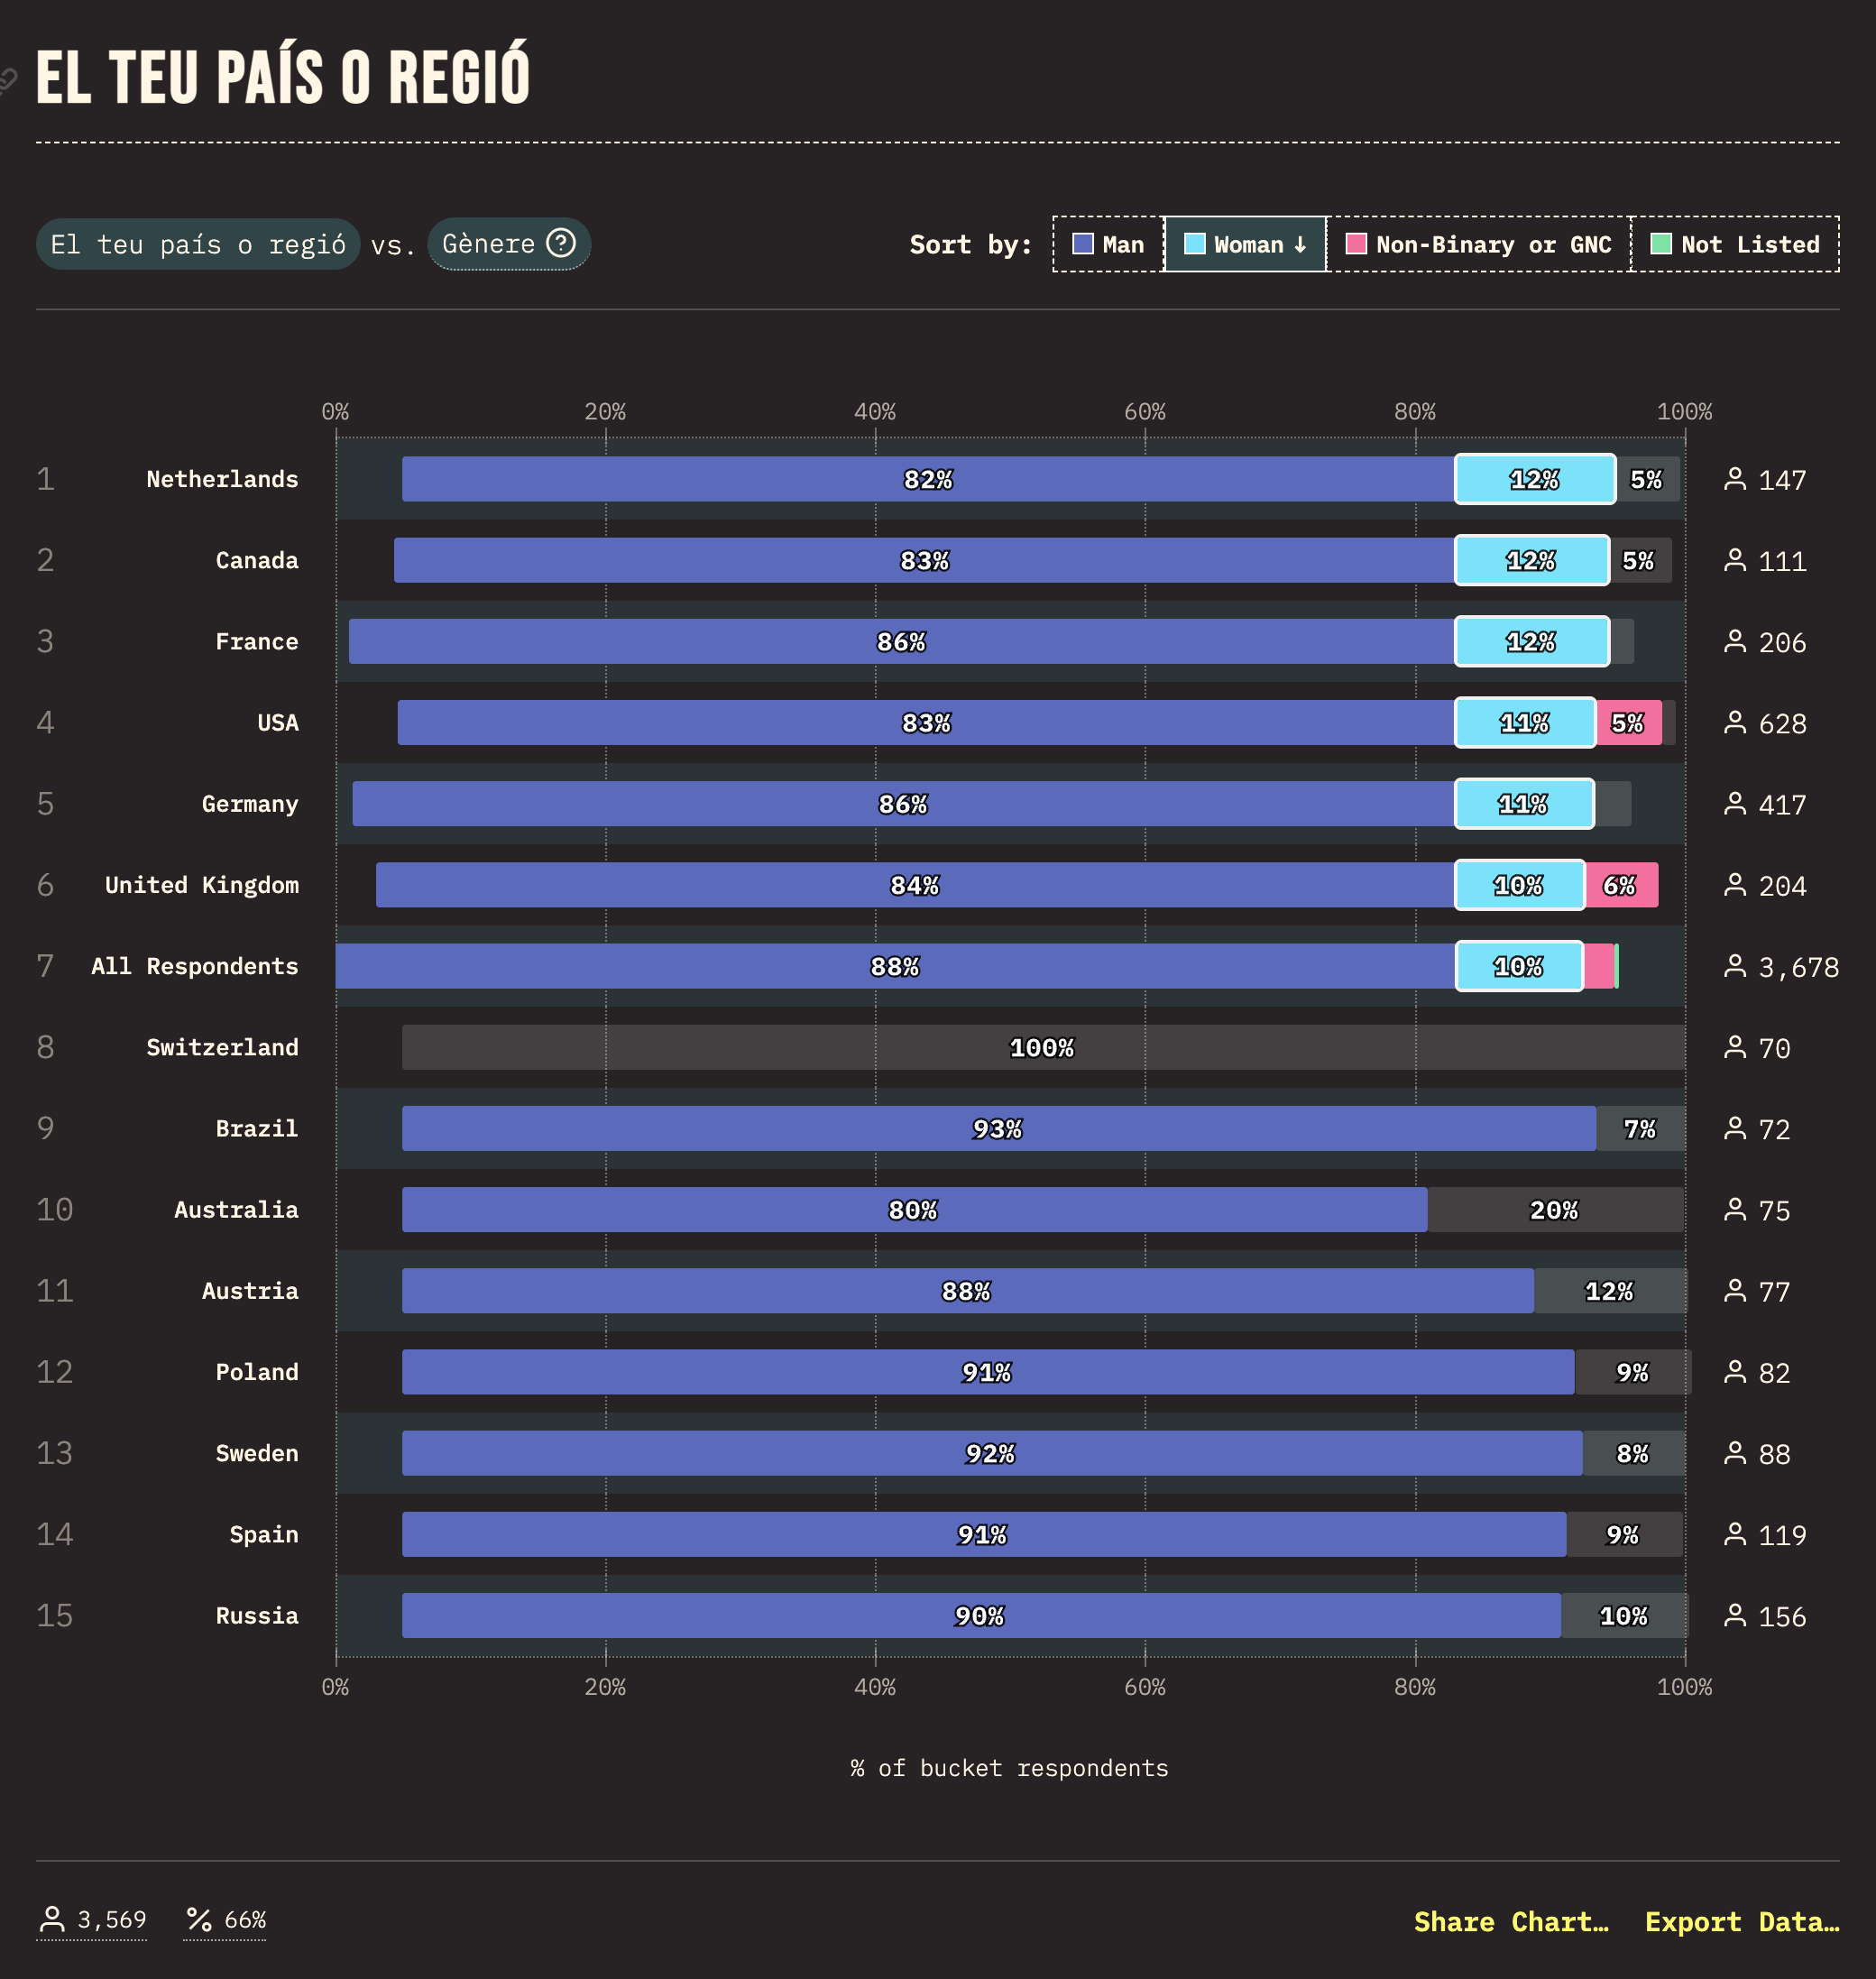 EL TEU PAÍS O REGIÓ
El teu país o regió vs. Gènere ? Sort by: Man Woman ↓ Non-Binary or GNC Not Listed
0% 20% 40% 60% 80% 100%
1 Netherlands 82% 12% 5% 147
2 Canada 83% 12% 5% 111
3 France 86% 12% 206
4 USA 83% 11% 5% 628
5 Germany 86% 11% 417
6 United Kingdom 84% 10% 6% 204
7 All Respondents 88% 10% 3,678
8 Switzerland 100% 70
9 Brazil 93% 7% 72
10 Australia 80% 20% 75
11 Austria 88% 12% 77
12 Poland 91% 9% 82
13 Sweden 92% 8% 88
14 Spain 91% 9% 119
15 Russia 90% 10% 156
0% 20% 40% 60% 80% 100%
% of bucket respondents
3,569 % 66% Share Chart… Export Data…